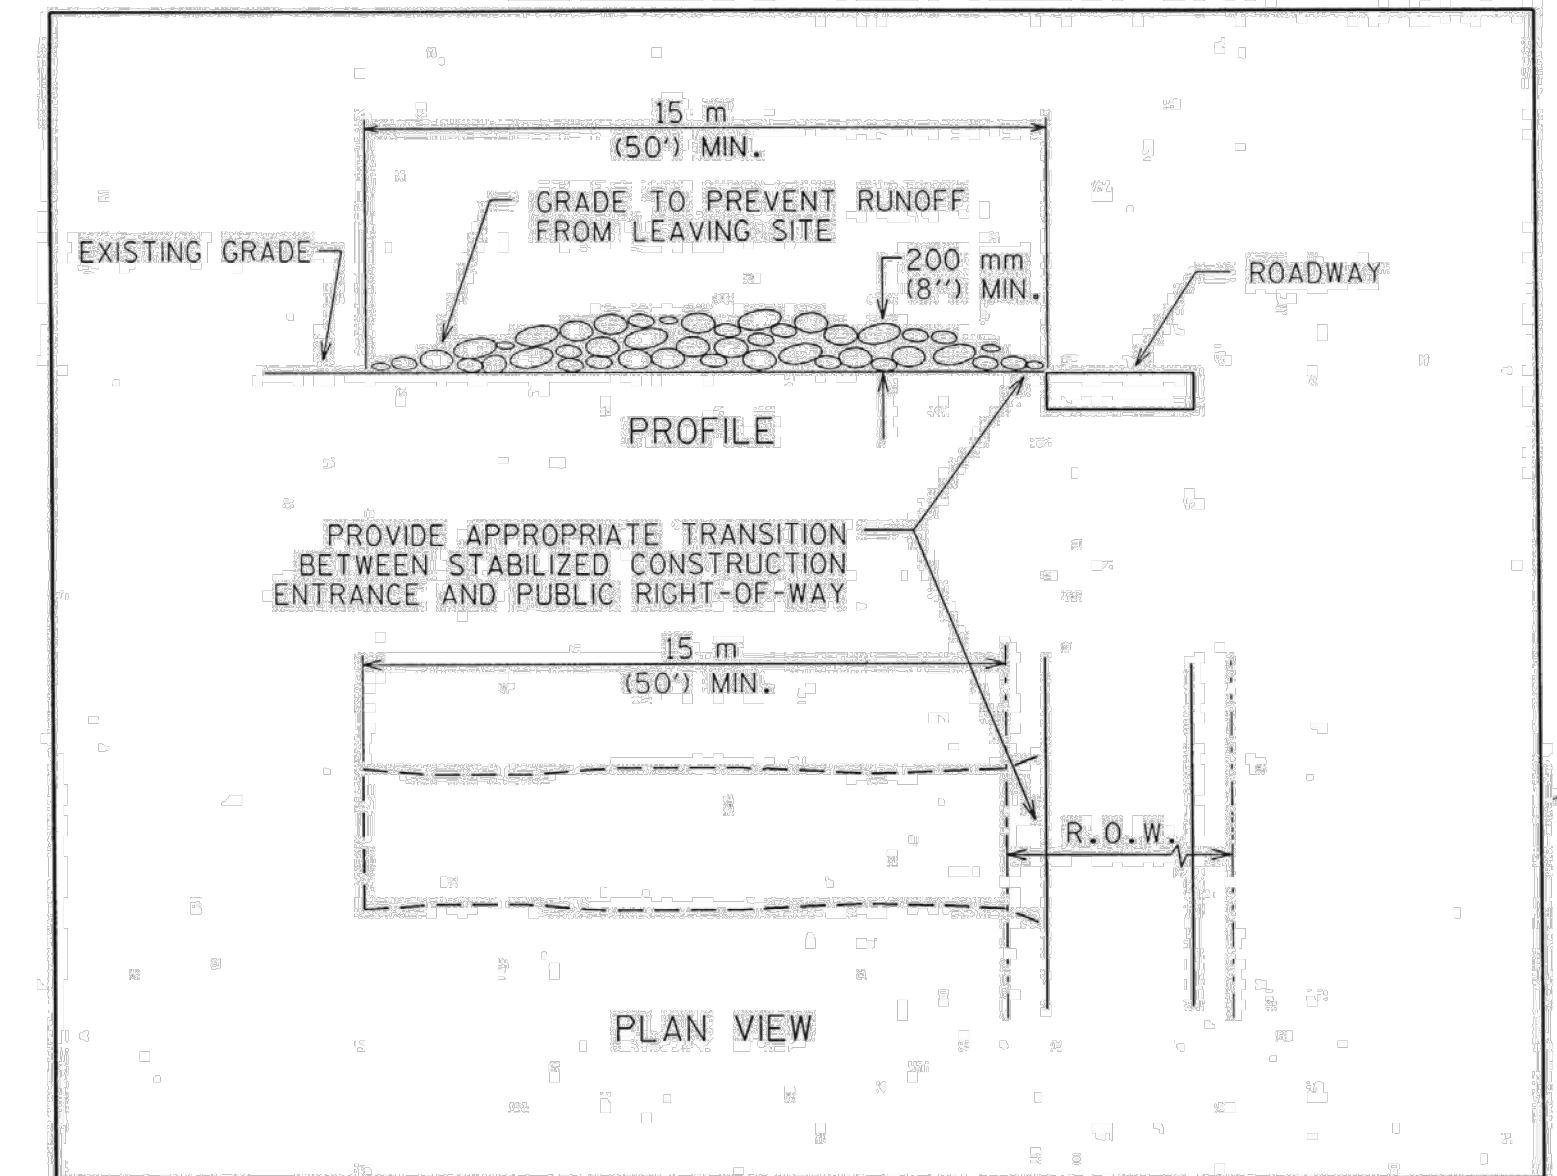 15 m
(50') MIN.
GRADE TO PREVENT RUNOFF
FROM LEAVING SITE
EXISTING GRADE
200 mm
(8'') MIN.
ROADWAY
PROFILE
PROVIDE APPROPRIATE TRANSITION
BETWEEN STABILIZED CONSTRUCTION
ENTRANCE AND PUBLIC RIGHT-OF-WAY
15 m
(50') MIN.
R.O.W.
PLAN VIEW